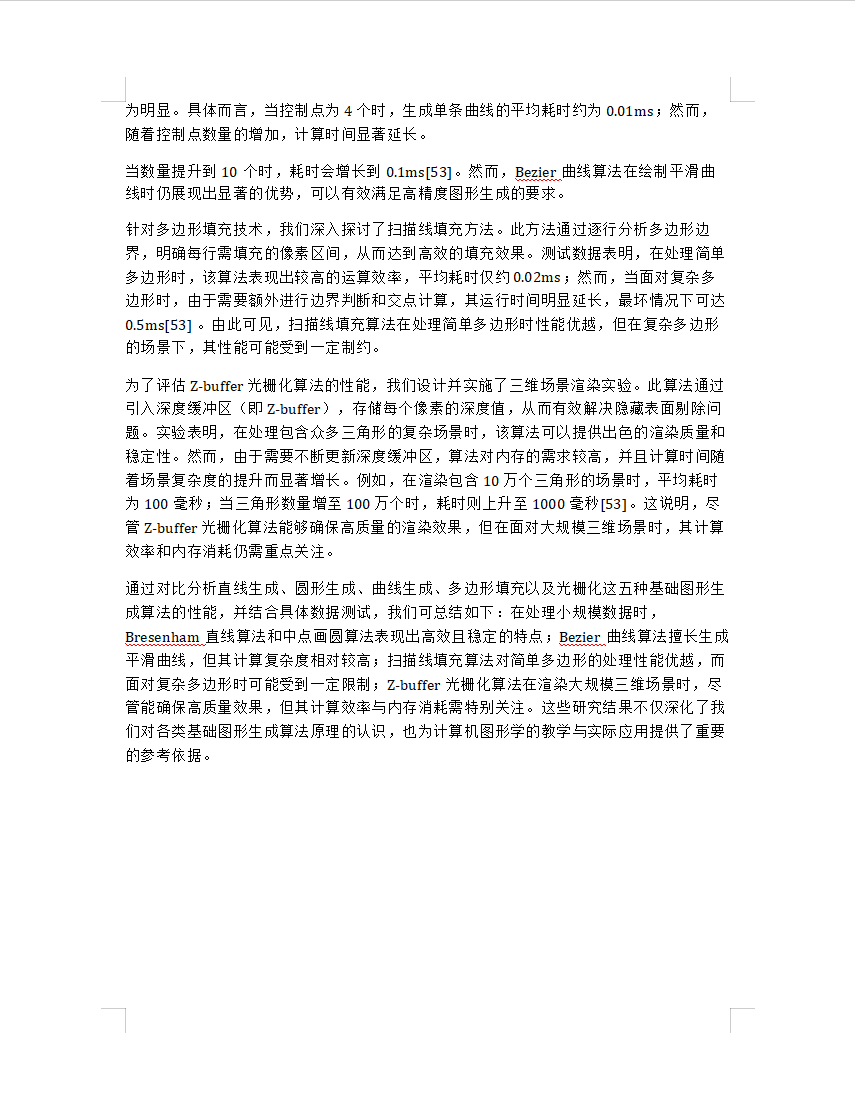 为明显。具体而言，当控制点为 4 个时，生成单条曲线的平均耗时约为 0.01ms；然而，
随着控制点数量的增加，计算时间显著延长。
当数量提升到 10 个时，耗时会增长到 0.1ms[53]。然而，Bezier 曲线算法在绘制平滑曲
线时仍展现出显著的优势，可以有效满足高精度图形生成的要求。
针对多边形填充技术，我们深入探讨了扫描线填充方法。此方法通过逐行分析多边形边
界，明确每行需填充的像素区间，从而达到高效的填充效果。测试数据表明，在处理简单
多边形时，该算法表现出较高的运算效率，平均耗时仅约 0.02ms；然而，当面对复杂多
边形时，由于需要额外进行边界判断和交点计算，其运行时间明显延长，最坏情况下可达
0.5ms[53] 。由此可见，扫描线填充算法在处理简单多边形时性能优越，但在复杂多边形
的场景下，其性能可能受到一定制约。
为了评估 Z-buffer 光栅化算法的性能，我们设计并实施了三维场景渲染实验。此算法通过
引入深度缓冲区（即 Z-buffer），存储每个像素的深度值，从而有效解决隐藏表面剔除问
题。实验表明，在处理包含众多三角形的复杂场景时，该算法可以提供出色的渲染质量和
稳定性。然而，由于需要不断更新深度缓冲区，算法对内存的需求较高，并且计算时间随
着场景复杂度的提升而显著增长。例如，在渲染包含 10 万个三角形的场景时，平均耗时
为 100 毫秒；当三角形数量增至 100 万个时，耗时则上升至 1000 毫秒[53]。这说明，尽
管 Z-buffer 光栅化算法能够确保高质量的渲染效果，但在面对大规模三维场景时，其计算
效率和内存消耗仍需重点关注。
通过对比分析直线生成、圆形生成、曲线生成、多边形填充以及光栅化这五种基础图形生
成算法的性能，并结合具体数据测试，我们可总结如下：在处理小规模数据时，
Bresenham 直线算法和中点画圆算法表现出高效且稳定的特点；Bezier 曲线算法擅长生成
平滑曲线，但其计算复杂度相对较高；扫描线填充算法对简单多边形的处理性能优越，而
面对复杂多边形时可能受到一定限制；Z-buffer 光栅化算法在渲染大规模三维场景时，尽
管能确保高质量效果，但其计算效率与内存消耗需特别关注。这些研究结果不仅深化了我
们对各类基础图形生成算法原理的认识，也为计算机图形学的教学与实际应用提供了重要
的参考依据。